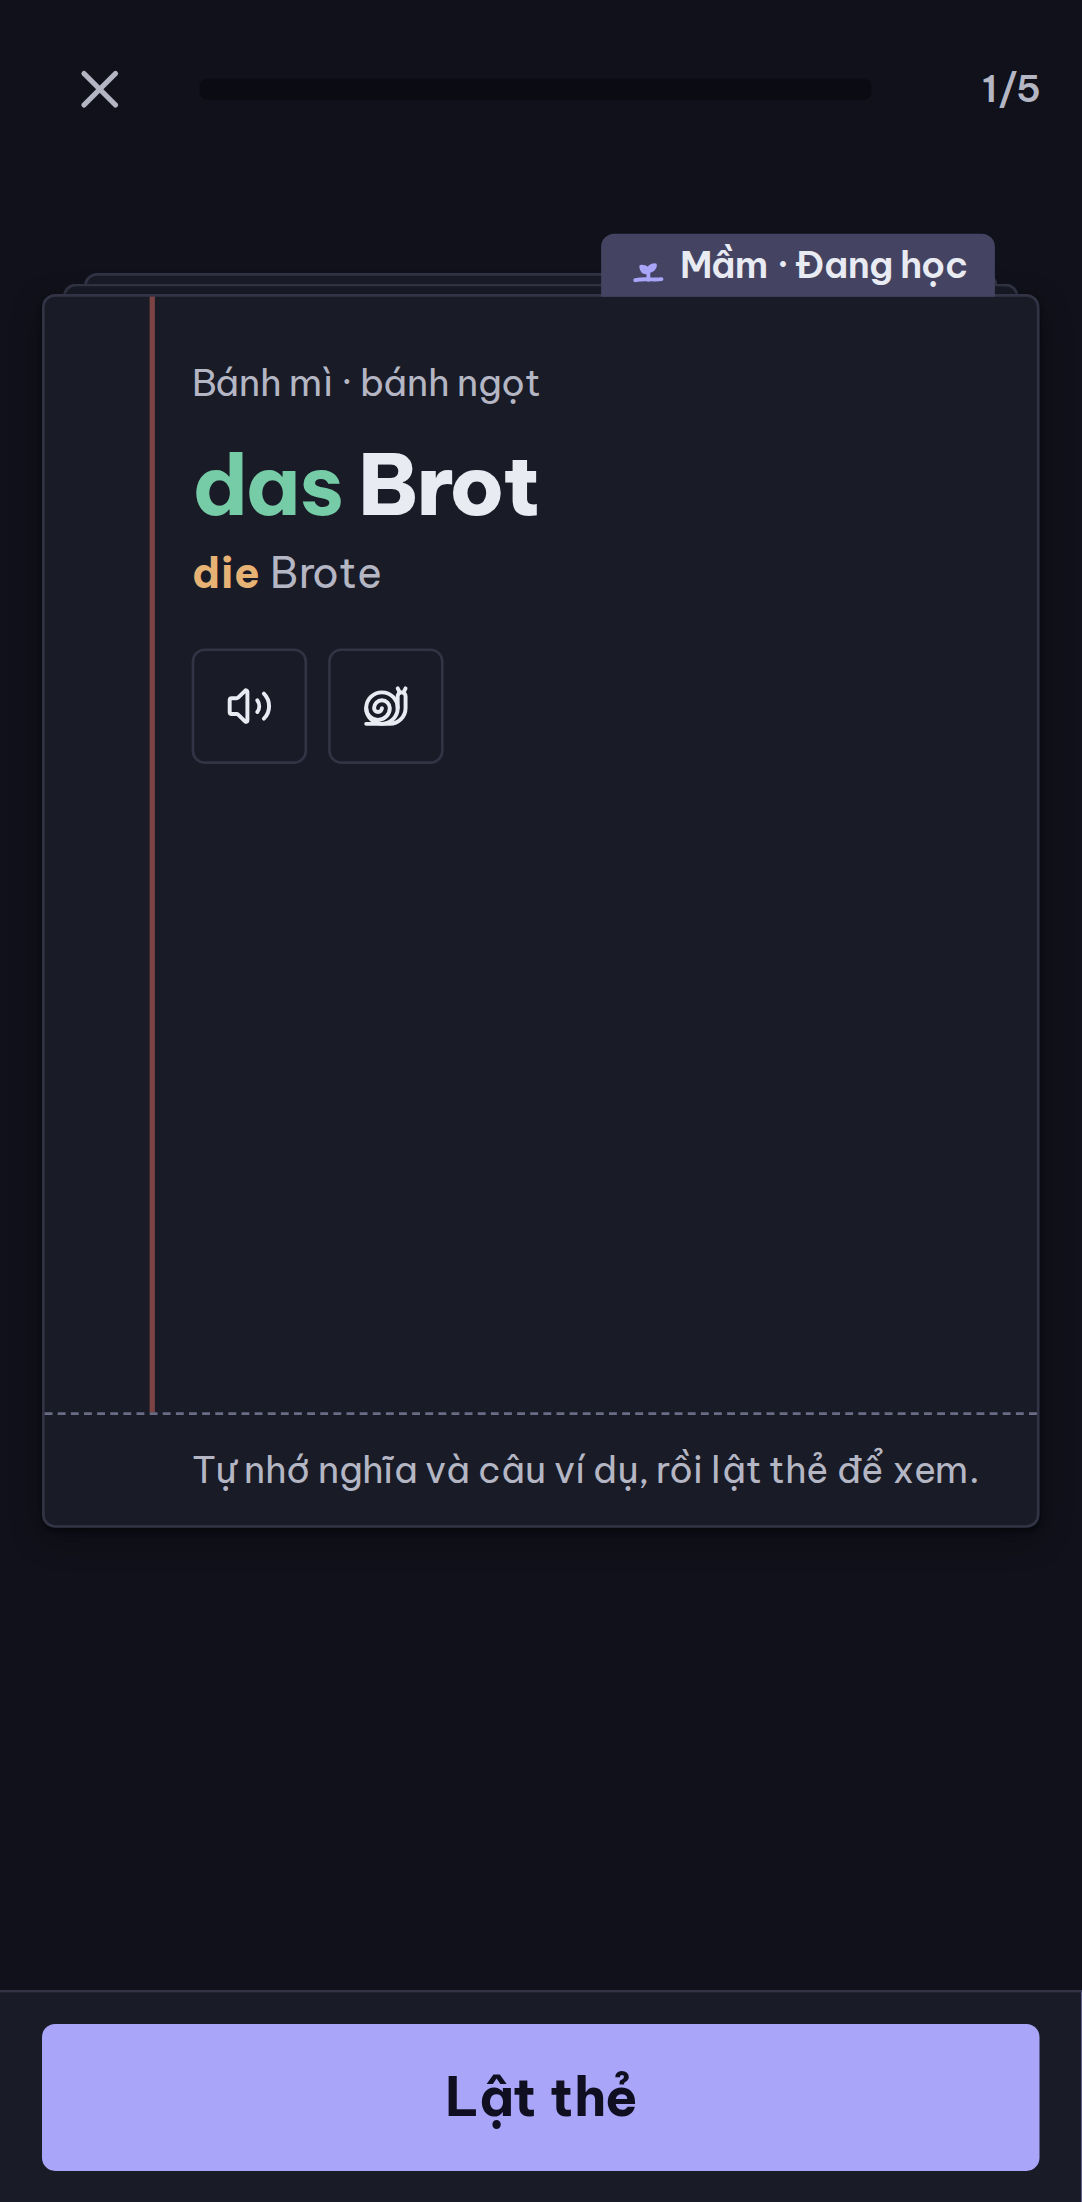 1/5
Mầm · Đang học
Bánh mì · bánh ngọt
das Brot
die Brote
Tự nhớ nghĩa và câu ví dụ, rồi lật thẻ để xem.
Lật thẻ